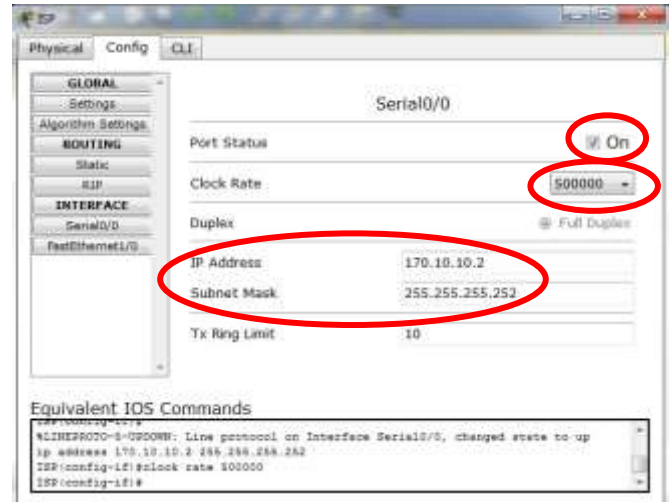 ISP
Physical Config CLI
GLOBAL
Settings
Algorithm Settings
ROUTING
Static
RIP
INTERFACE
Serial0/0
FastEthernet1/0
Serial0/0
Port Status On
Clock Rate 500000
Duplex Full Duplex
IP Address 170.10.10.2
Subnet Mask 255.255.255.252
Tx Ring Limit 10
Equivalent IOS Commands
ISP(config-if)#
%LINEPROTO-5-UPDOWN: Line protocol on Interface Serial0/0, changed state to up
ip address 170.10.10.2 255.255.255.252
ISP(config-if)#clock rate 500000
ISP(config-if)#